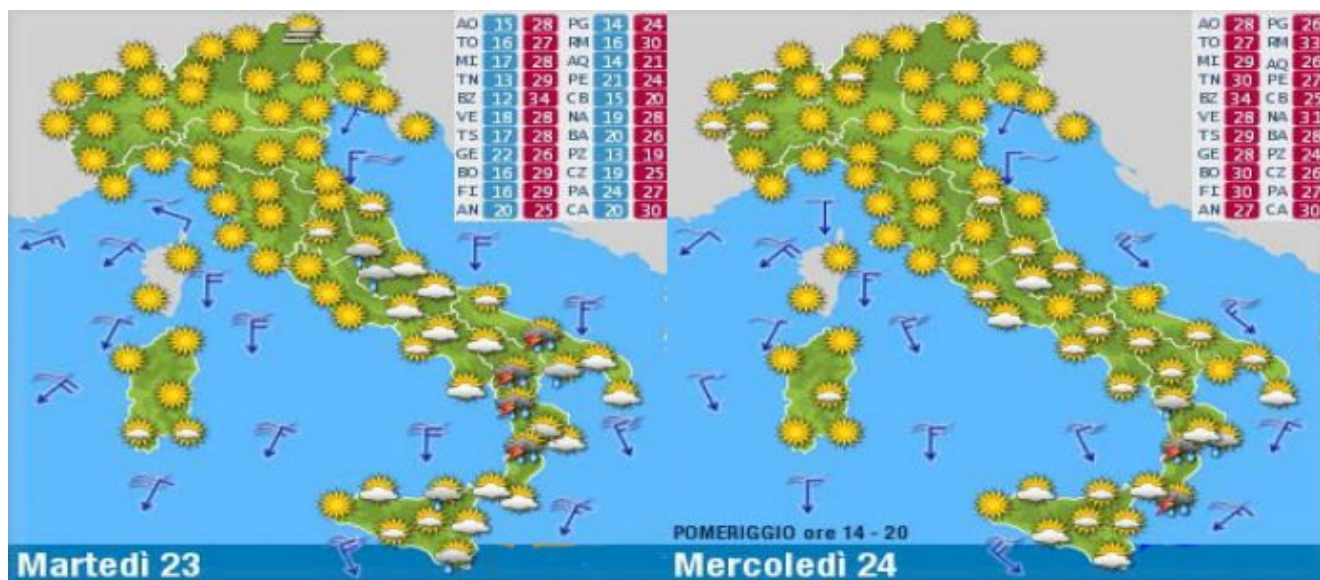 AO 15 28 PG 14 24
TO 16 27 RM 16 30
MI 17 28 AQ 14 21
TN 13 29 PE 21 24
BZ 12 34 CB 15 20
VE 18 28 NA 19 28
TS 17 28 BA 20 26
GE 22 26 PZ 13 19
BO 16 29 CZ 19 25
FI 16 29 PA 24 27
AN 20 25 CA 20 30
Martedì 23
AO 28 PG 26
TO 27 RM 33
MI 29 AQ 26
TN 30 PE 27
BZ 34 CB 25
VE 28 NA 31
TS 29 BA 28
GE 28 PZ 24
BO 30 CZ 26
FI 30 PA 27
AN 27 CA 30
POMERIGGIO ore 14 - 20
Mercoledì 24